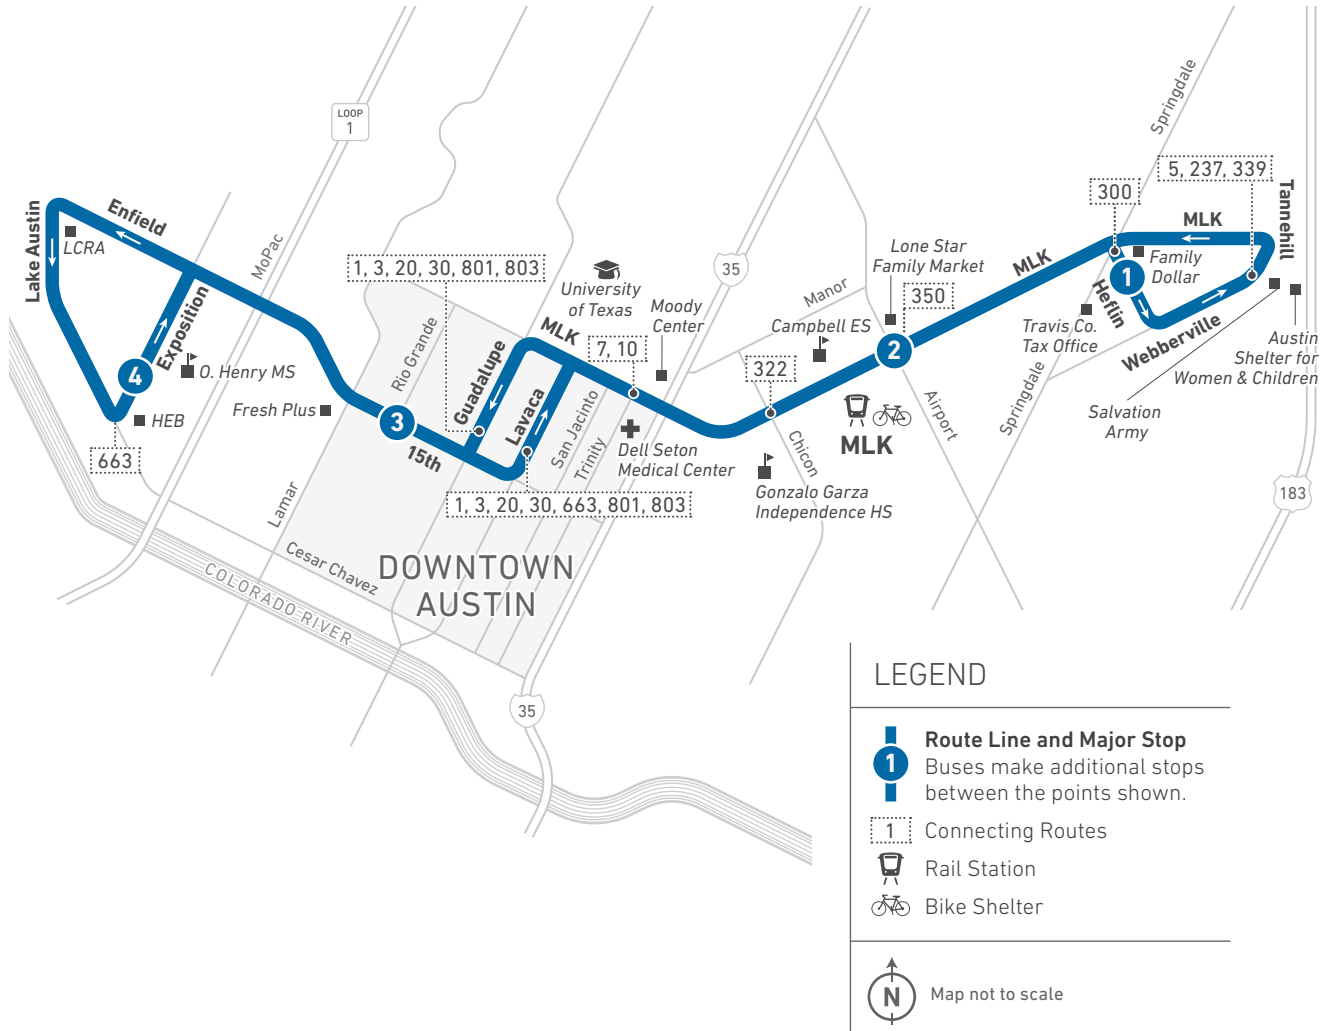 LOOP
1
Springdale
5, 237, 339
300
Tannehill
MLK
Lake Austin
Enfield
LCRA
MoPac
1, 3, 20, 30, 801, 803
University
of Texas
MLK
Moody
Center
35
Manor
Lone Star
Family Market
350
MLK
Family
Dollar
1
Heflin
Webberville
Travis Co.
Tax Office
Austin
Shelter for
Women & Children
Salvation
Army
Exposition
4
O. Henry MS
HEB
663
Fresh Plus
Rio Grande
3
15th
Guadalupe
Lavaca
7, 10
San Jacinto
Trinity
Dell Seton
Medical Center
322
Campbell ES
2
MLK
Chicon
Airport
Springdale
Gonzalo Garza
Independence HS
183
1, 3, 20, 30, 663, 801, 803
Lamar
Cesar Chavez
DOWNTOWN
AUSTIN
COLORADO RIVER
35
LEGEND
1
Route Line and Major Stop
Buses make additional stops
between the points shown.
1
Connecting Routes
Rail Station
Bike Shelter
N
Map not to scale